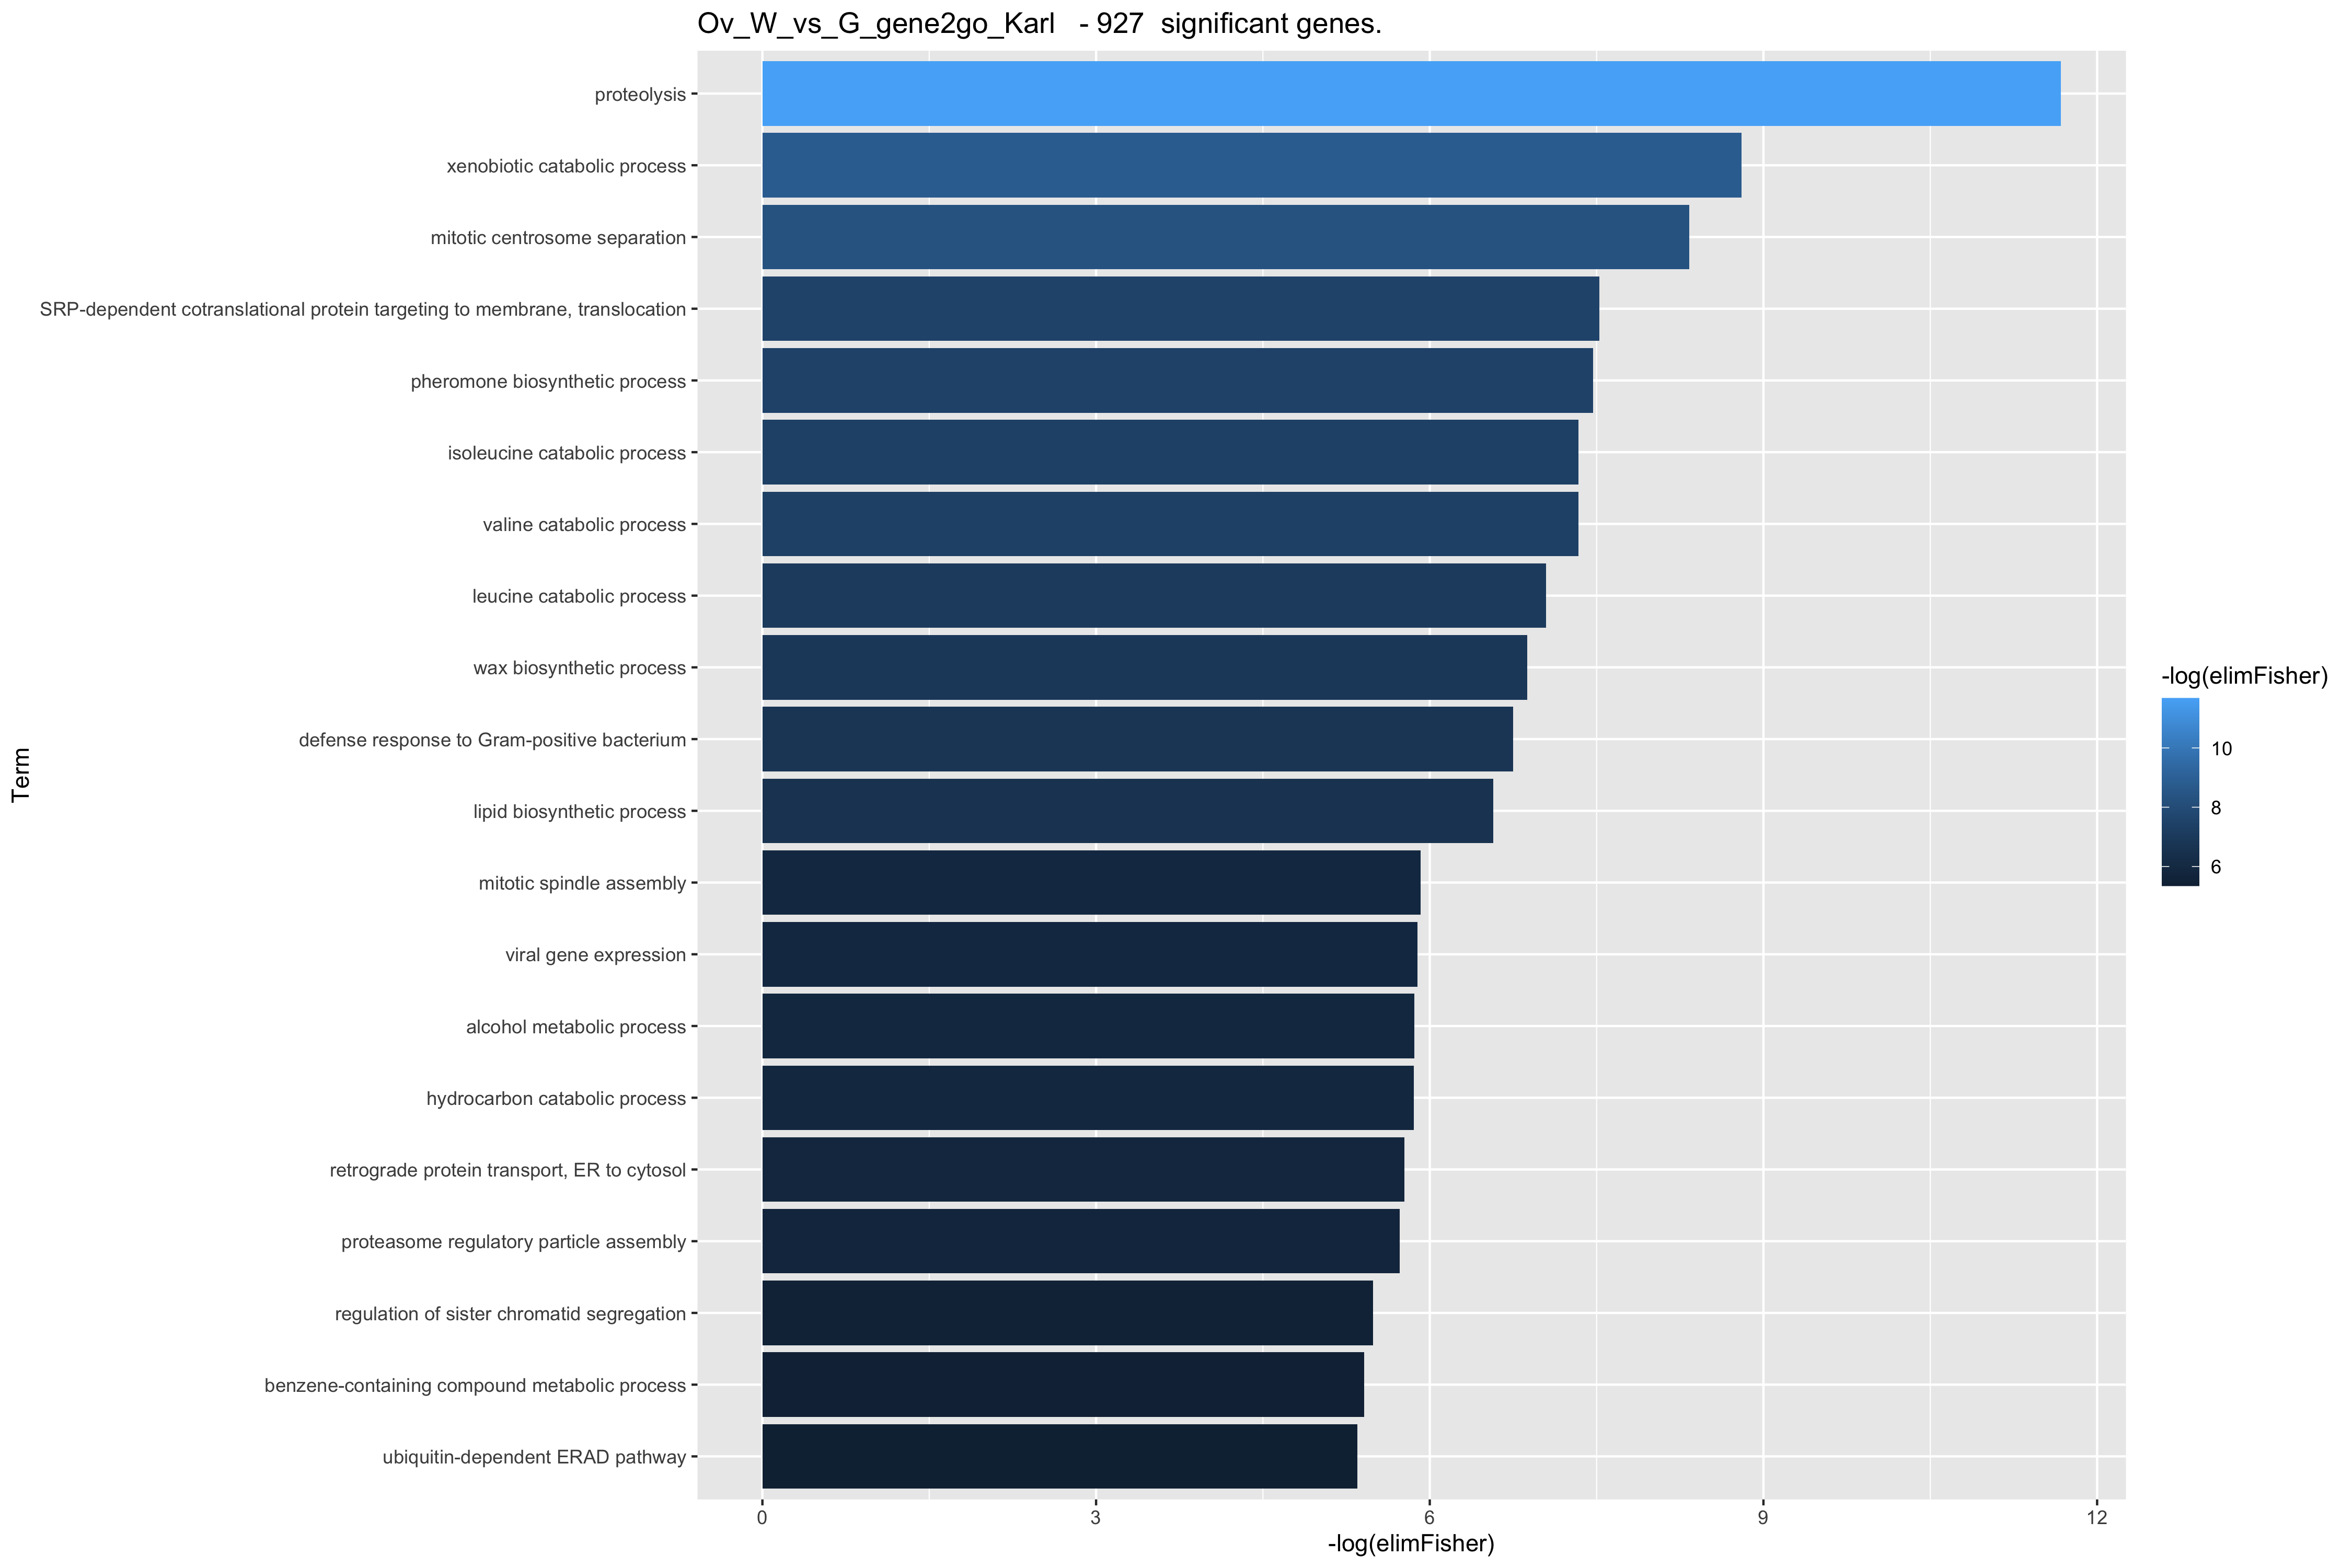 Ov_W_vs_G_gene2go_Karl - 927 significant genes.
proteolysis
xenobiotic catabolic process
mitotic centrosome separation
SRP-dependent cotranslational protein targeting to membrane, translocation
pheromone biosynthetic process
isoleucine catabolic process
valine catabolic process
leucine catabolic process
wax biosynthetic process
defense response to Gram-positive bacterium
lipid biosynthetic process
mitotic spindle assembly
viral gene expression
alcohol metabolic process
hydrocarbon catabolic process
retrograde protein transport, ER to cytosol
proteasome regulatory particle assembly
regulation of sister chromatid segregation
benzene-containing compound metabolic process
ubiquitin-dependent ERAD pathway
Term
0 3 6 9 12
-log(elimFisher)
-log(elimFisher)
10
8
6